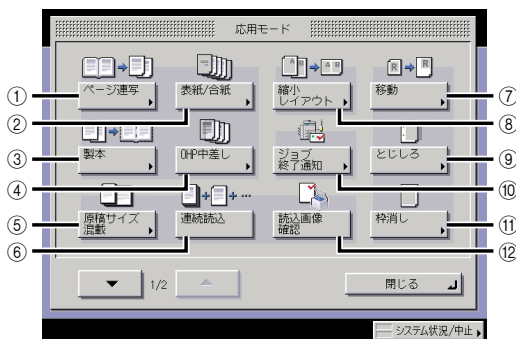 応用モード
① ページ連写
② 表紙/合紙
縮小
レイアウト ⑧
移動 ⑦
③ 製本
④ OHP中差し
ジョブ
終了通知 ⑩
とじしろ ⑨
⑤ 原稿サイズ
混載
⑥ 連続読込
読込画像
確認 ⑫
枠消し ⑪
▼ 1/2 ▲
閉じる
システム状況/中止